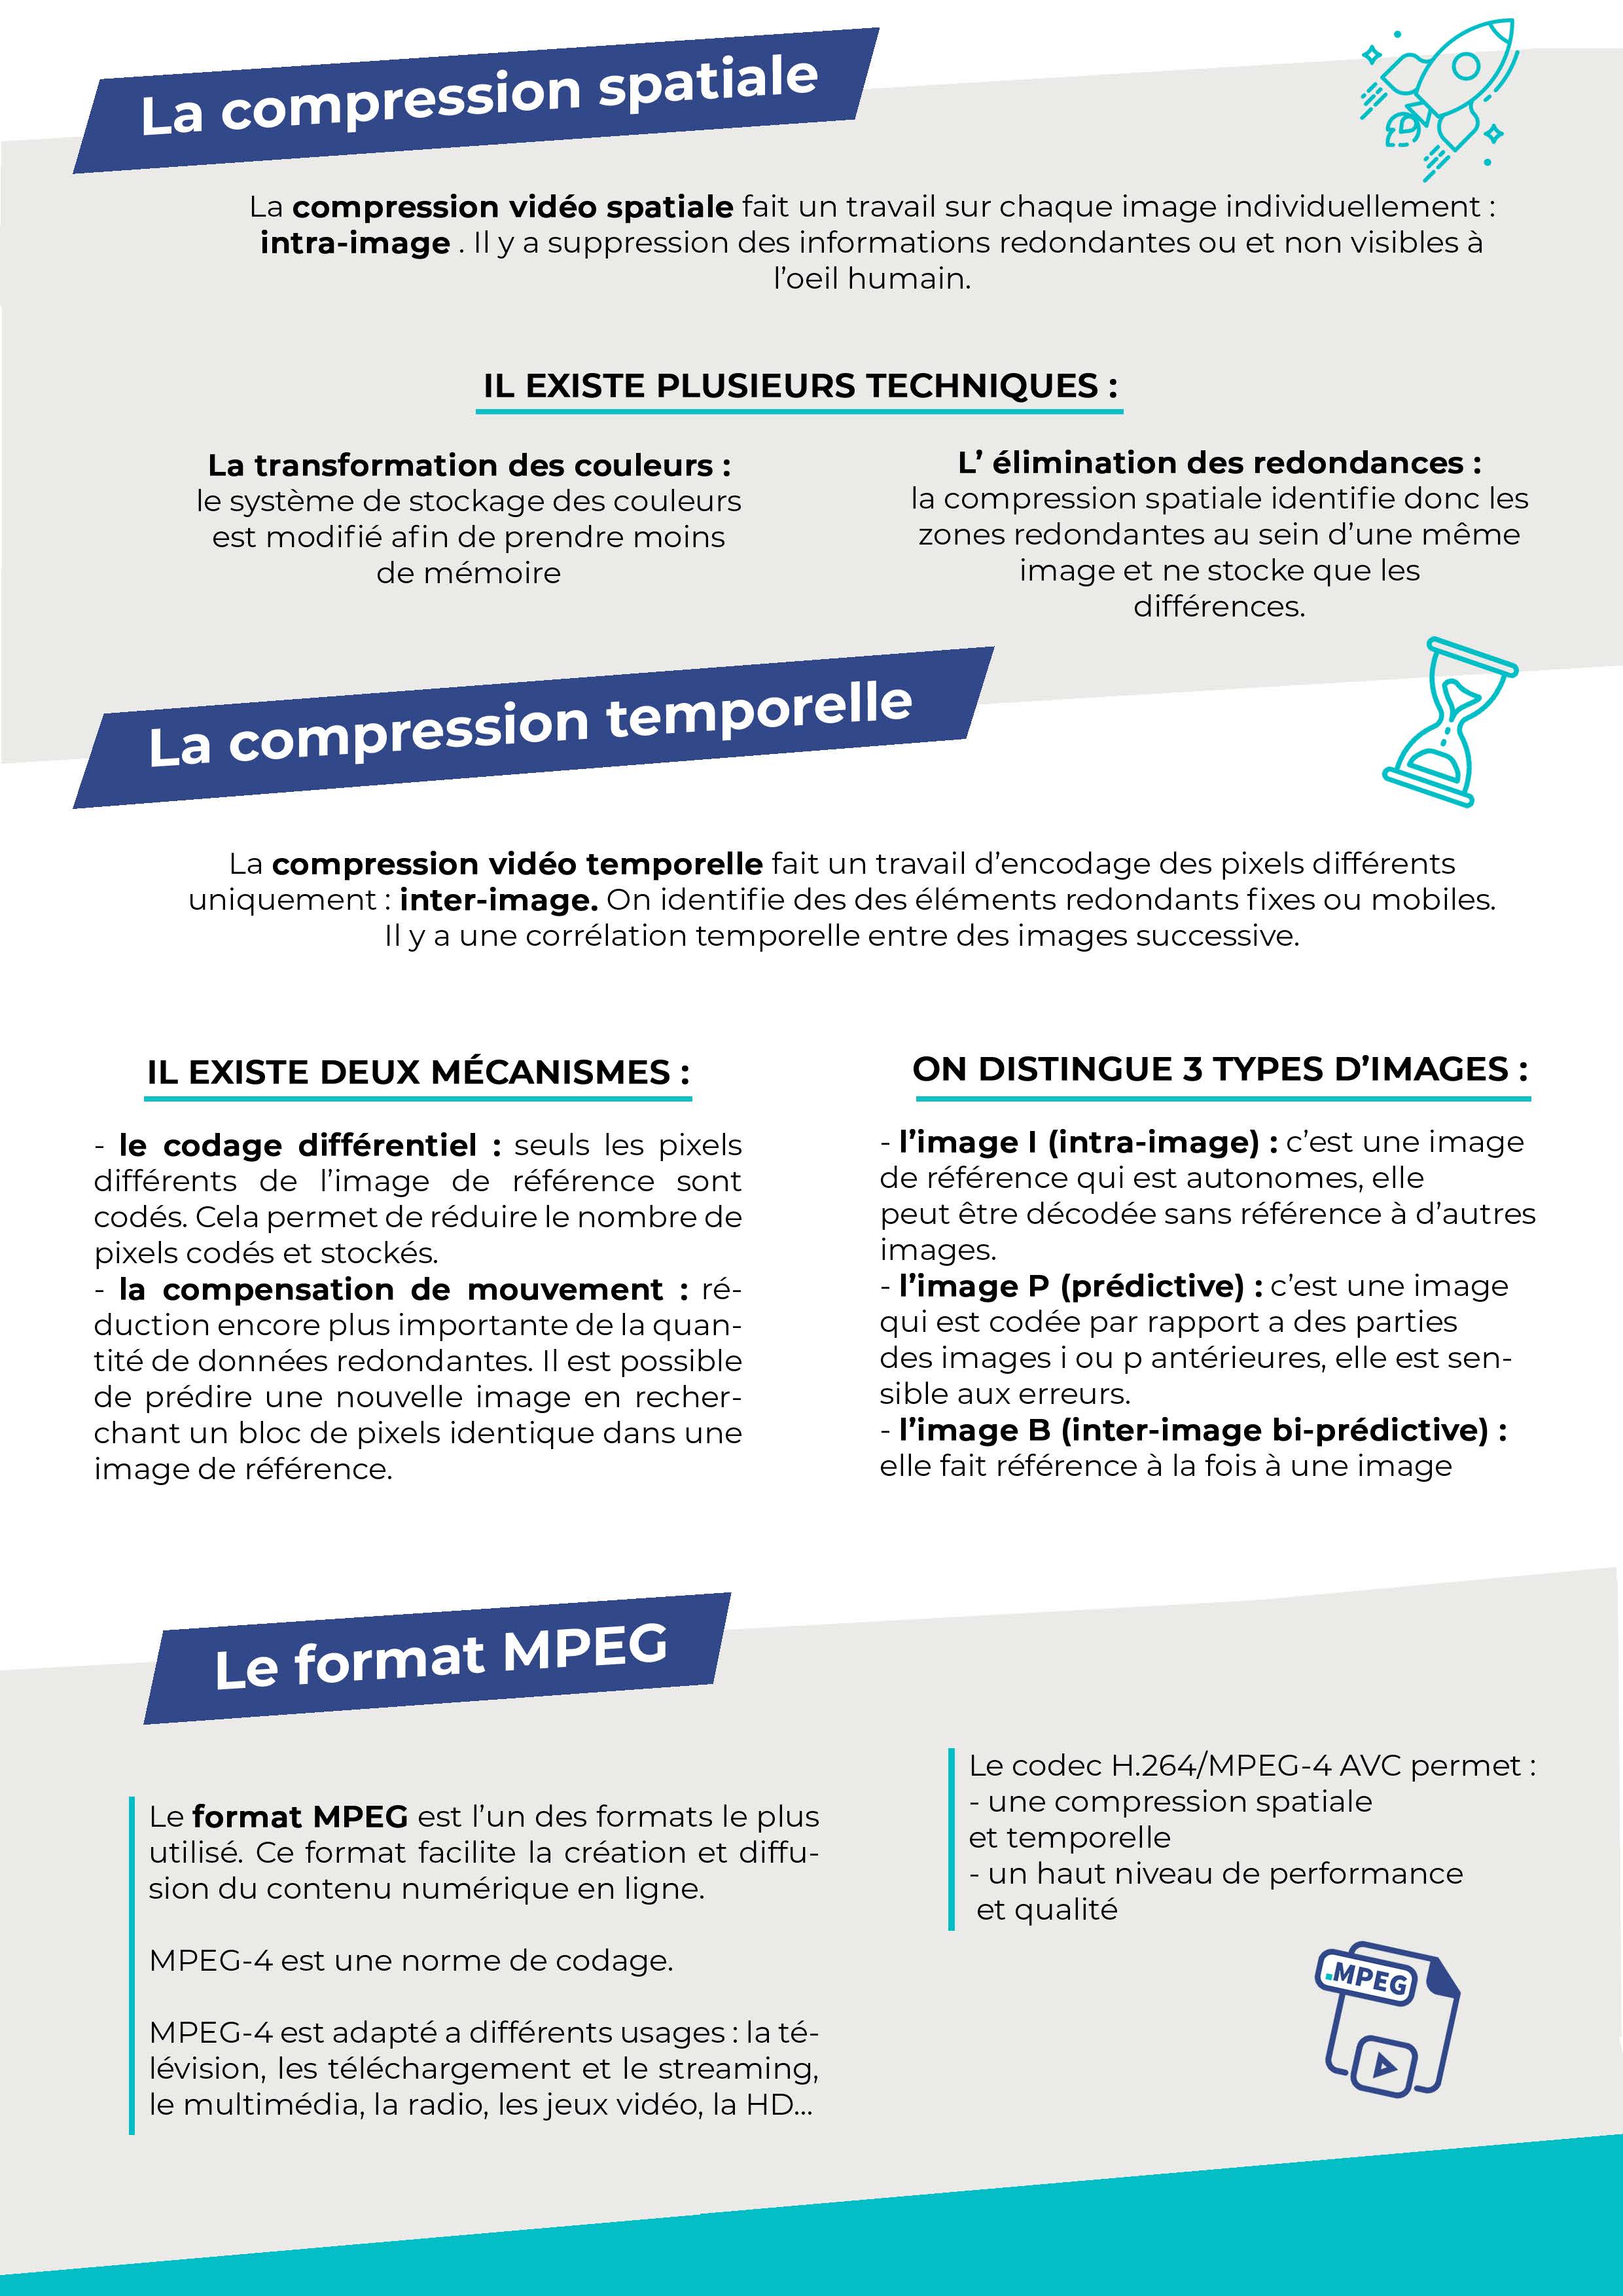 La compression spatiale
La compression vidéo spatiale fait un travail sur chaque image individuellement :
intra-image . Il y a suppression des informations redondantes ou et non visibles à
l’oeil humain.
IL EXISTE PLUSIEURS TECHNIQUES :
La transformation des couleurs :
le système de stockage des couleurs
est modifié afin de prendre moins
de mémoire
L’ élimination des redondances :
la compression spatiale identifie donc les
zones redondantes au sein d’une même
image et ne stocke que les
différences.
La compression temporelle
La compression vidéo temporelle fait un travail d’encodage des pixels différents
uniquement : inter-image. On identifie des des éléments redondants fixes ou mobiles.
Il y a une corrélation temporelle entre des images successive.
IL EXISTE DEUX MÉCANISMES :
- le codage différentiel : seuls les pixels
différents de l’image de référence sont
codés. Cela permet de réduire le nombre de
pixels codés et stockés.
- la compensation de mouvement : ré-
duction encore plus importante de la quan-
tité de données redondantes. Il est possible
de prédire une nouvelle image en recher-
chant un bloc de pixels identique dans une
image de référence.
ON DISTINGUE 3 TYPES D’IMAGES :
- l’image I (intra-image) : c’est une image
de référence qui est autonomes, elle
peut être décodée sans référence à d’autres
images.
- l’image P (prédictive) : c’est une image
qui est codée par rapport a des parties
des images i ou p antérieures, elle est sen-
sible aux erreurs.
- l’image B (inter-image bi-prédictive) :
elle fait référence à la fois à une image
Le format MPEG
Le format MPEG est l’un des formats le plus
utilisé. Ce format facilite la création et diffu-
sion du contenu numérique en ligne.
MPEG-4 est une norme de codage.
MPEG-4 est adapté a différents usages : la té-
lévision, les téléchargement et le streaming,
le multimédia, la radio, les jeux vidéo, la HD...
Le codec H.264/MPEG-4 AVC permet :
- une compression spatiale
et temporelle
- un haut niveau de performance
et qualité
.MPEG